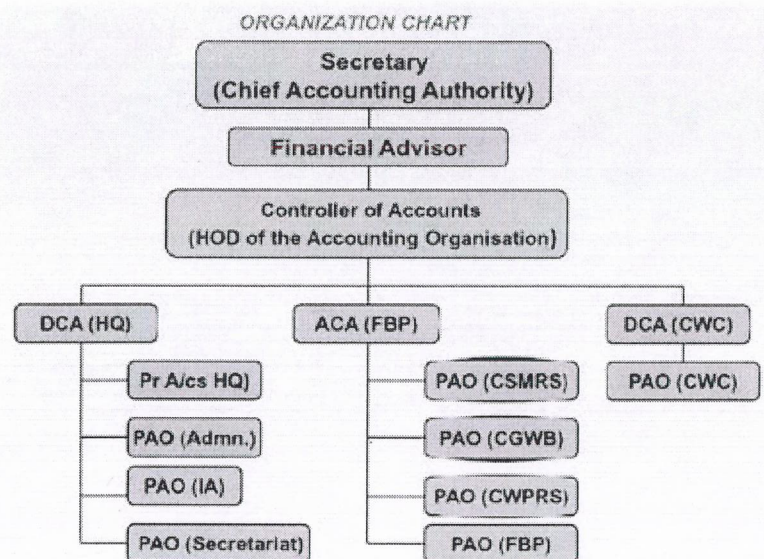 ORGANIZATION CHART
Secretary
(Chief Accounting Authority)
Financial Advisor
Controller of Accounts
(HOD of the Accounting Organisation)
DCA (HQ)
ACA (FBP)
DCA (CWC)
Pr A/cs HQ)
PAO (Admn.)
PAO (IA)
PAO (Secretariat)
PAO (CSMRS)
PAO (CGWB)
PAO (CWPRS)
PAO (FBP)
PAO (CWC)